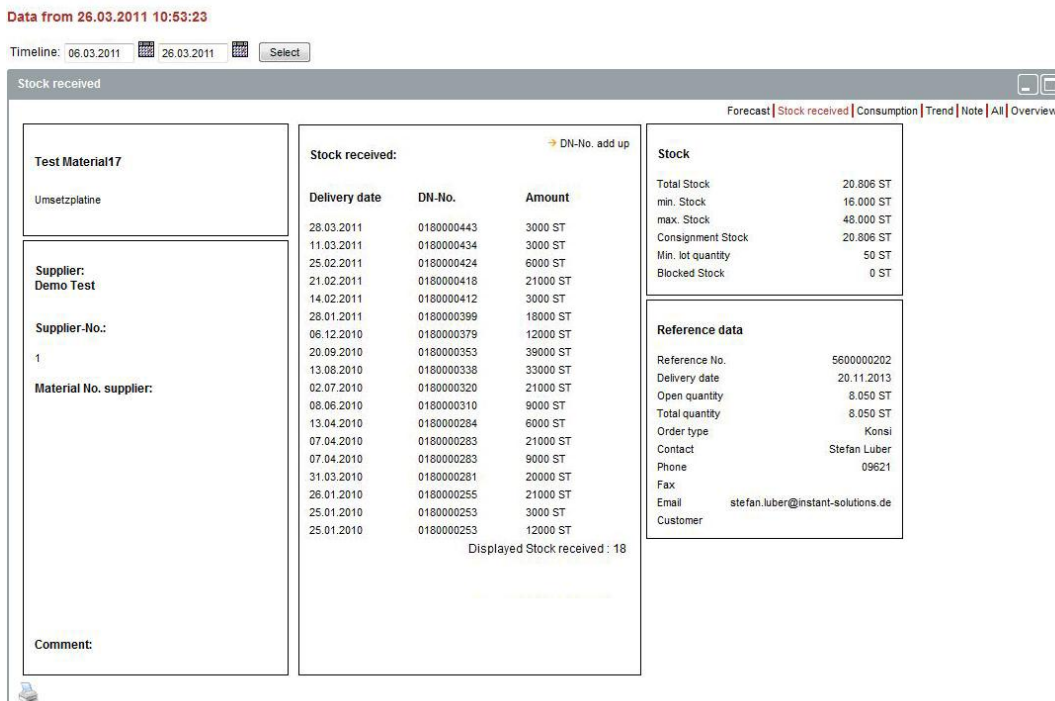 Data from 26.03.2011 10:53:23
Timeline: 06.03.2011 26.03.2011 Select
Stock received
Forecast Stock received Consumption Trend Note All Overview
Test Material17
Umsetzplatine
Supplier:
Demo Test
Supplier-No.:
1
Material No. supplier:
Comment:
→ DN-No. add up
Stock received:
Delivery date DN-No. Amount
28.03.2011 0180000443 3000 ST
11.03.2011 0180000434 3000 ST
25.02.2011 0180000424 6000 ST
21.02.2011 0180000418 21000 ST
14.02.2011 0180000412 3000 ST
28.01.2011 0180000399 18000 ST
06.12.2010 0180000379 12000 ST
20.09.2010 0180000353 39000 ST
13.08.2010 0180000338 33000 ST
02.07.2010 0180000320 21000 ST
08.06.2010 0180000310 9000 ST
13.04.2010 0180000284 6000 ST
07.04.2010 0180000283 21000 ST
07.04.2010 0180000283 9000 ST
31.03.2010 0180000281 20000 ST
26.01.2010 0180000255 21000 ST
25.01.2010 0180000253 3000 ST
25.01.2010 0180000253 12000 ST
Displayed Stock received : 18
Stock
Total Stock 20.806 ST
min. Stock 16.000 ST
max. Stock 48.000 ST
Consignment Stock 20.806 ST
Min. lot quantity 50 ST
Blocked Stock 0 ST
Reference data
Reference No. 5600000202
Delivery date 20.11.2013
Open quantity 8.050 ST
Total quantity 8.050 ST
Order type Konsi
Contact Stefan Luber
Phone 09621
Fax
Email stefan.luber@instant-solutions.de
Customer